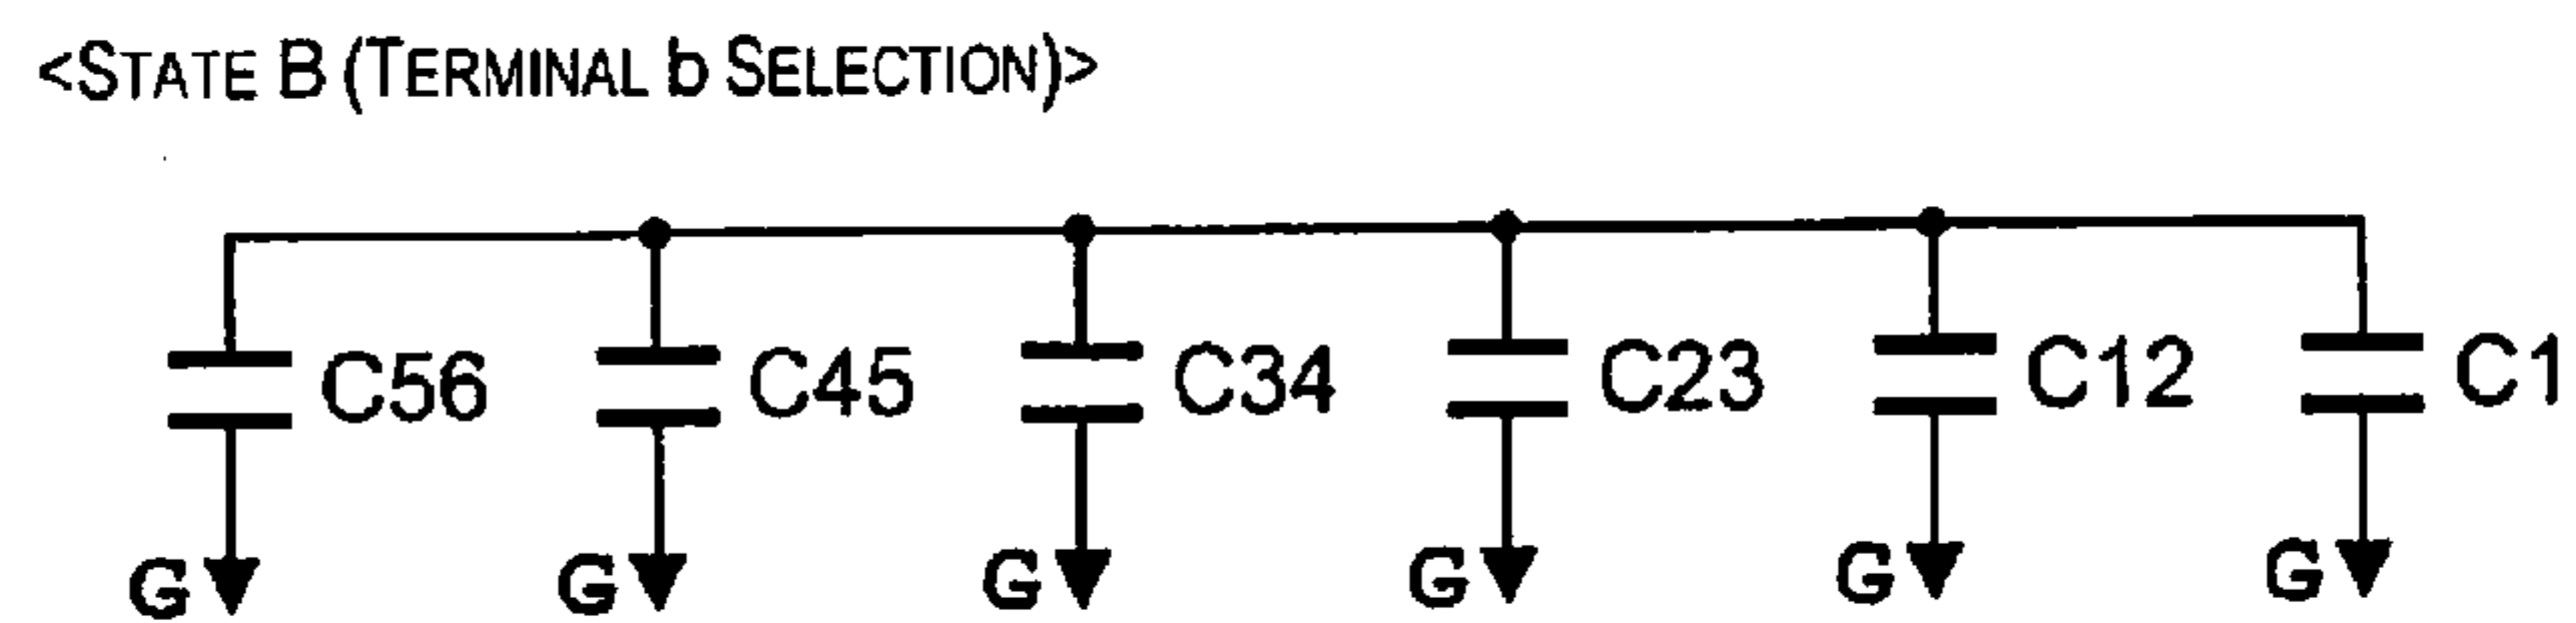 <STATE B (TERMINAL b SELECTION)>
C56 C45 C34 C23 C12 C1
G G G G G G